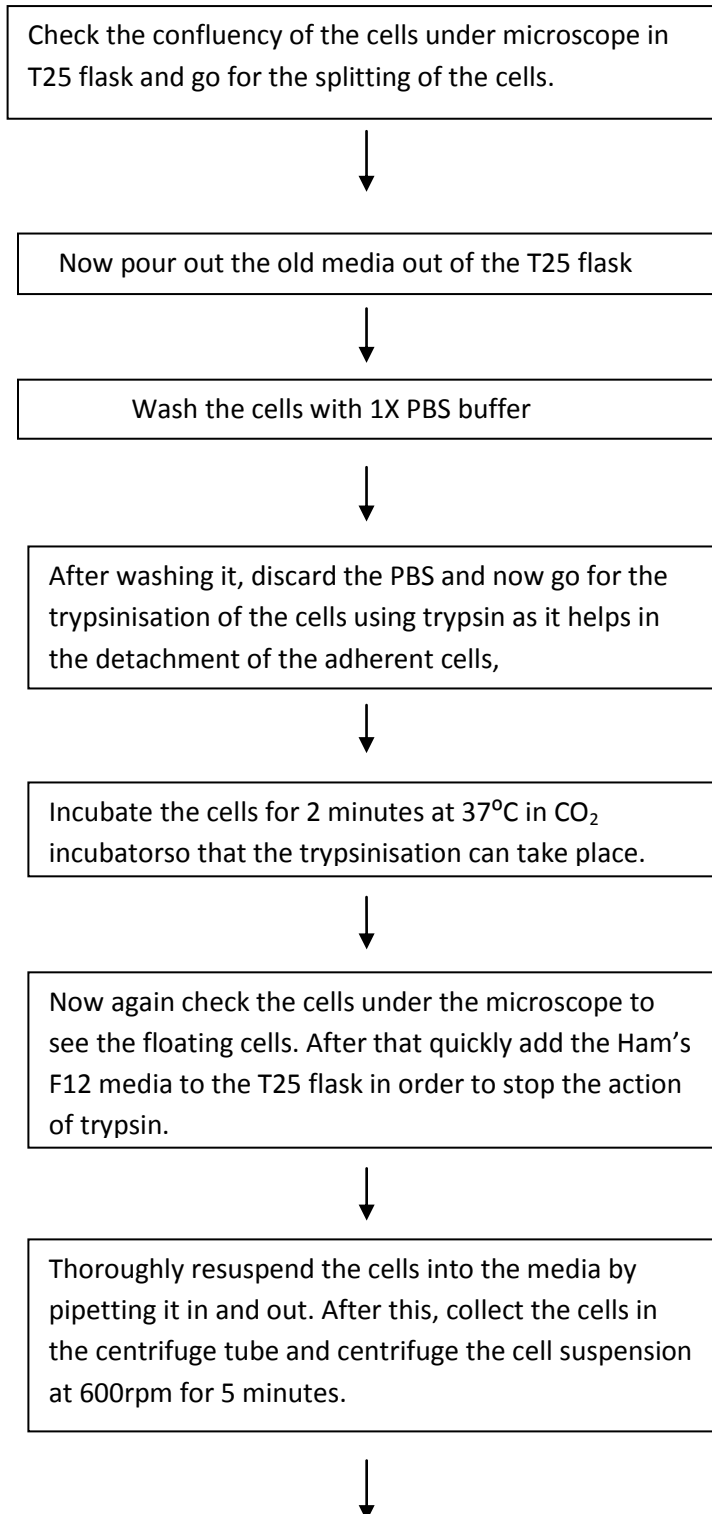 Check the confluency of the cells under microscope in
T25 flask and go for the splitting of the cells.
Now pour out the old media out of the T25 flask
Wash the cells with 1X PBS buffer
After washing it, discard the PBS and now go for the
trypsinisation of the cells using trypsin as it helps in
the detachment of the adherent cells,
Incubate the cells for 2 minutes at 37⁰C in CO₂
incubatorso that the trypsinisation can take place.
Now again check the cells under the microscope to
see the floating cells. After that quickly add the Ham’s
F12 media to the T25 flask in order to stop the action
of trypsin.
Thoroughly resuspend the cells into the media by
pipetting it in and out. After this, collect the cells in
the centrifuge tube and centrifuge the cell suspension
at 600rpm for 5 minutes.